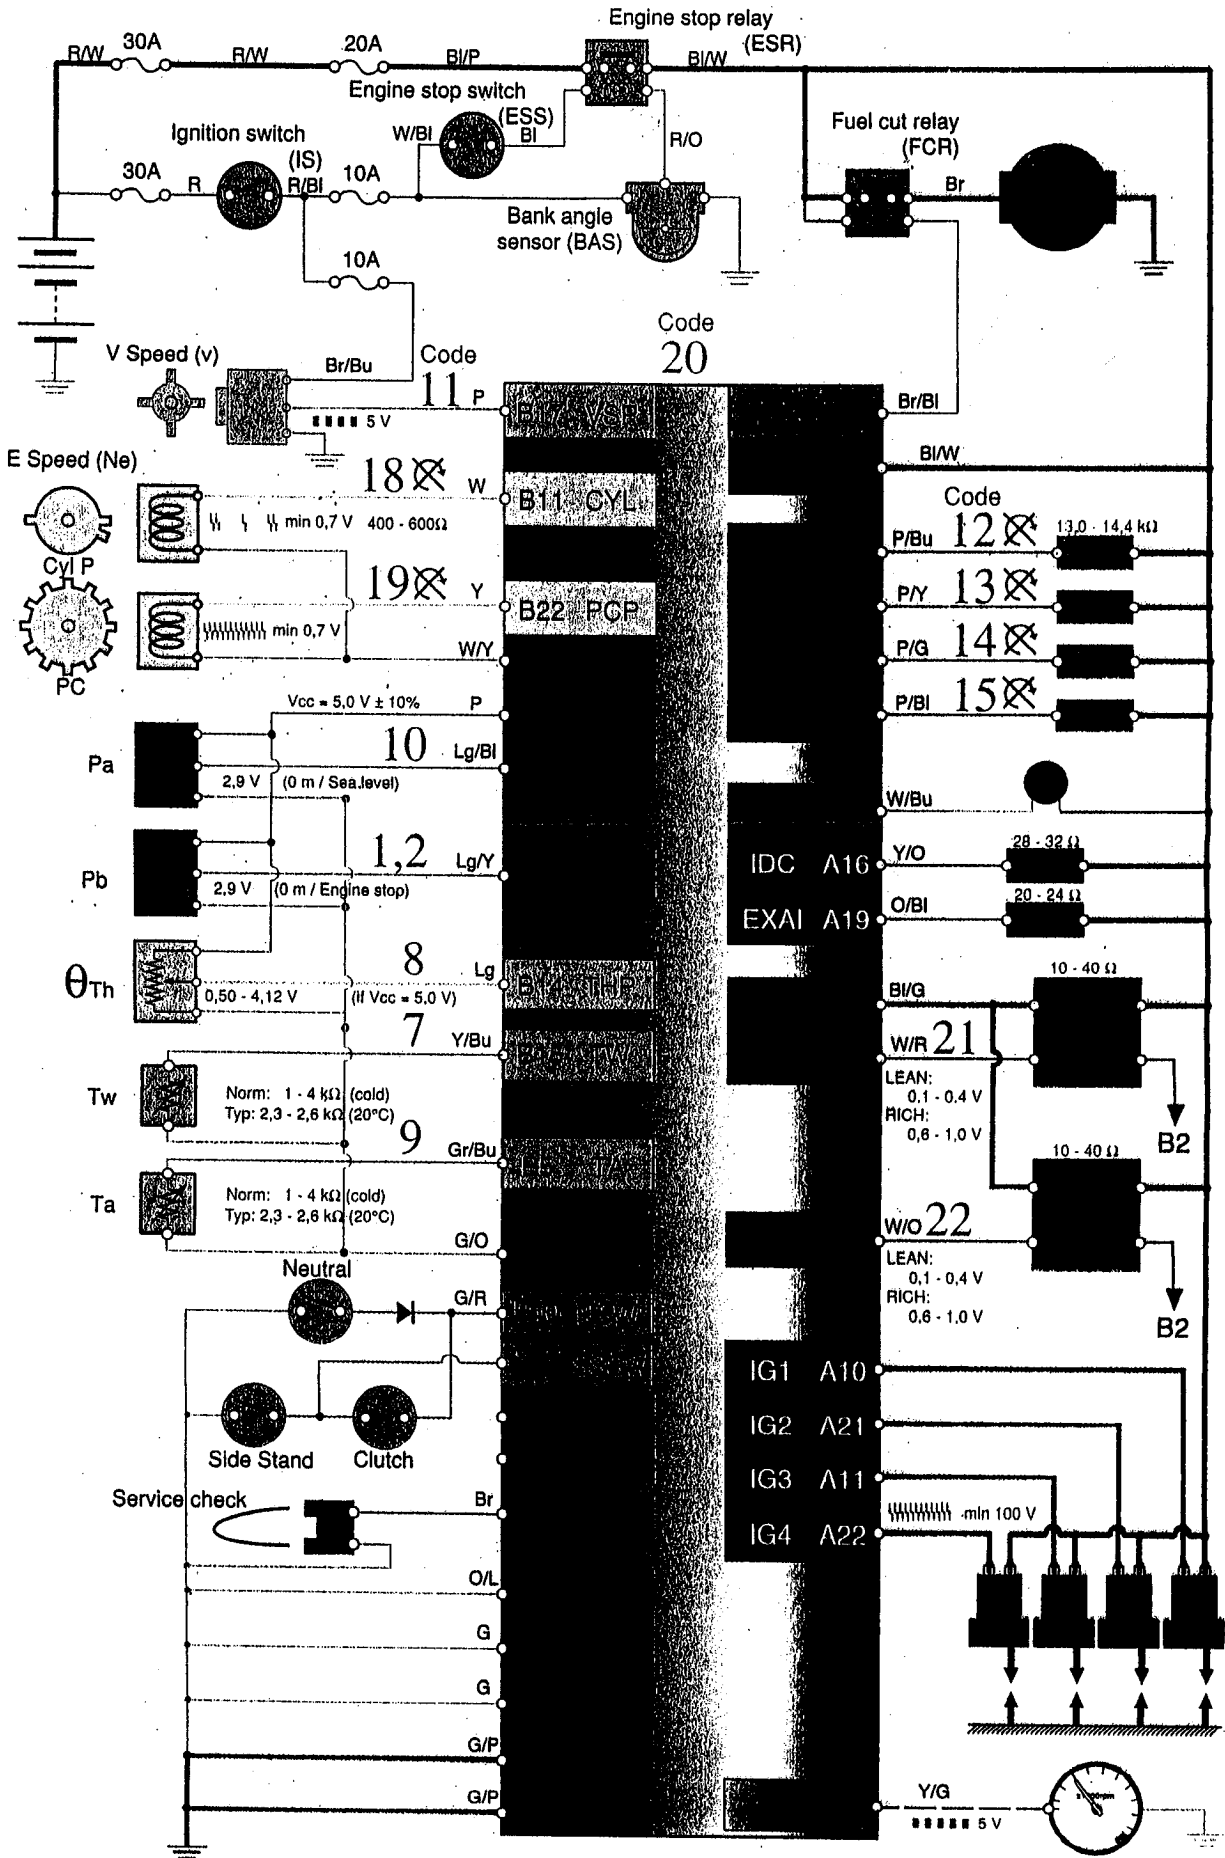 Engine stop relay
(ESR)
R/W 30A R/W 20A Bl/P Bl/W
Engine stop switch
(ESS)
W/Bl Bl
R/O
Fuel cut relay
(FCR)
Br
Ignition switch
(IS)
30A R R/Bl 10A
Bank angle
sensor (BAS)
10A
Code
20
V Speed (v)
Br/Bu
Code
11 P
5 V
B17 VSP
Br/Bl
E Speed (Ne)
Bl/W
18 W
min 0,7 V 400 - 600Ω
B11 CYL
Code
P/Bu 12 13,0 - 14,4 kΩ
Cyl P
19 Y
B22 PCP
P/Y 13
min 0,7 V
W/Y
P/G 14
PC
Vcc = 5,0 V ± 10% P
P/Bl 15
Pa
10 Lg/Bl
2,9 V (0 m / Sea.level)
W/Bu
Pb
1,2 Lg/Y
2,9 V (0 m / Engine stop)
IDC A16 Y/O 28 - 32 Ω
EXAI A19 O/Bl 20 - 24 Ω
θTh
8 Lg
0,50 - 4,12 V (If Vcc = 5.0 V)
B14 THP
Bl/G 10 - 40 Ω
7 Y/Bu
W/R 21
LEAN:
0,1 - 0,4 V
RICH:
0,6 - 1,0 V
B2
Tw
Norm: 1 - 4 kΩ (cold)
Typ: 2,3 - 2,6 kΩ (20°C)
9 Gr/Bu
10 - 40 Ω
Ta
Norm: 1 - 4 kΩ (cold)
Typ: 2,3 - 2,6 kΩ (20°C)
G/O
W/O 22
LEAN:
0,1 - 0,4 V
RICH:
0,6 - 1,0 V
B2
Neutral
G/R
IG1 A10
Side Stand Clutch
IG2 A21
IG3 A11
Service check
Br
IG4 A22 min 100 V
O/L
G
G
G/P
G/P
Y/G
5 V